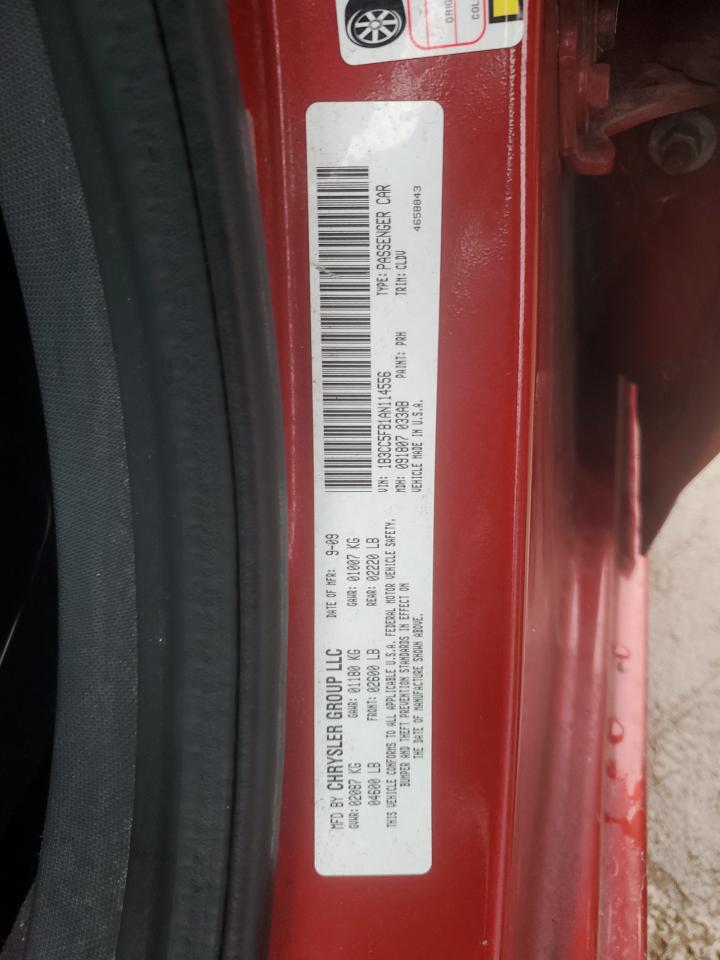 ORIG
COL
MFD BY CHRYSLER GROUP LLC DATE OF MFR: 9-09
GVWR: 02087 KG GAWR: 01180 KG GAWR: 01007 KG
04600 LB FRONT: 02600 LB REAR: 02220 LB
THIS VEHICLE CONFORMS TO ALL APPLICABLE U.S.A. FEDERAL MOTOR VEHICLE SAFETY,
BUMPER AND THEFT PREVENTION STANDARDS IN EFFECT ON
THE DATE OF MANUFACTURE SHOWN ABOVE.
VIN: 1B3CC5FB1AN114556 TYPE: PASSENGER CAR
MDH: 091807 033AB PAINT: PRH TRIM: CLDV
VEHICLE MADE IN U.S.A. 4658843